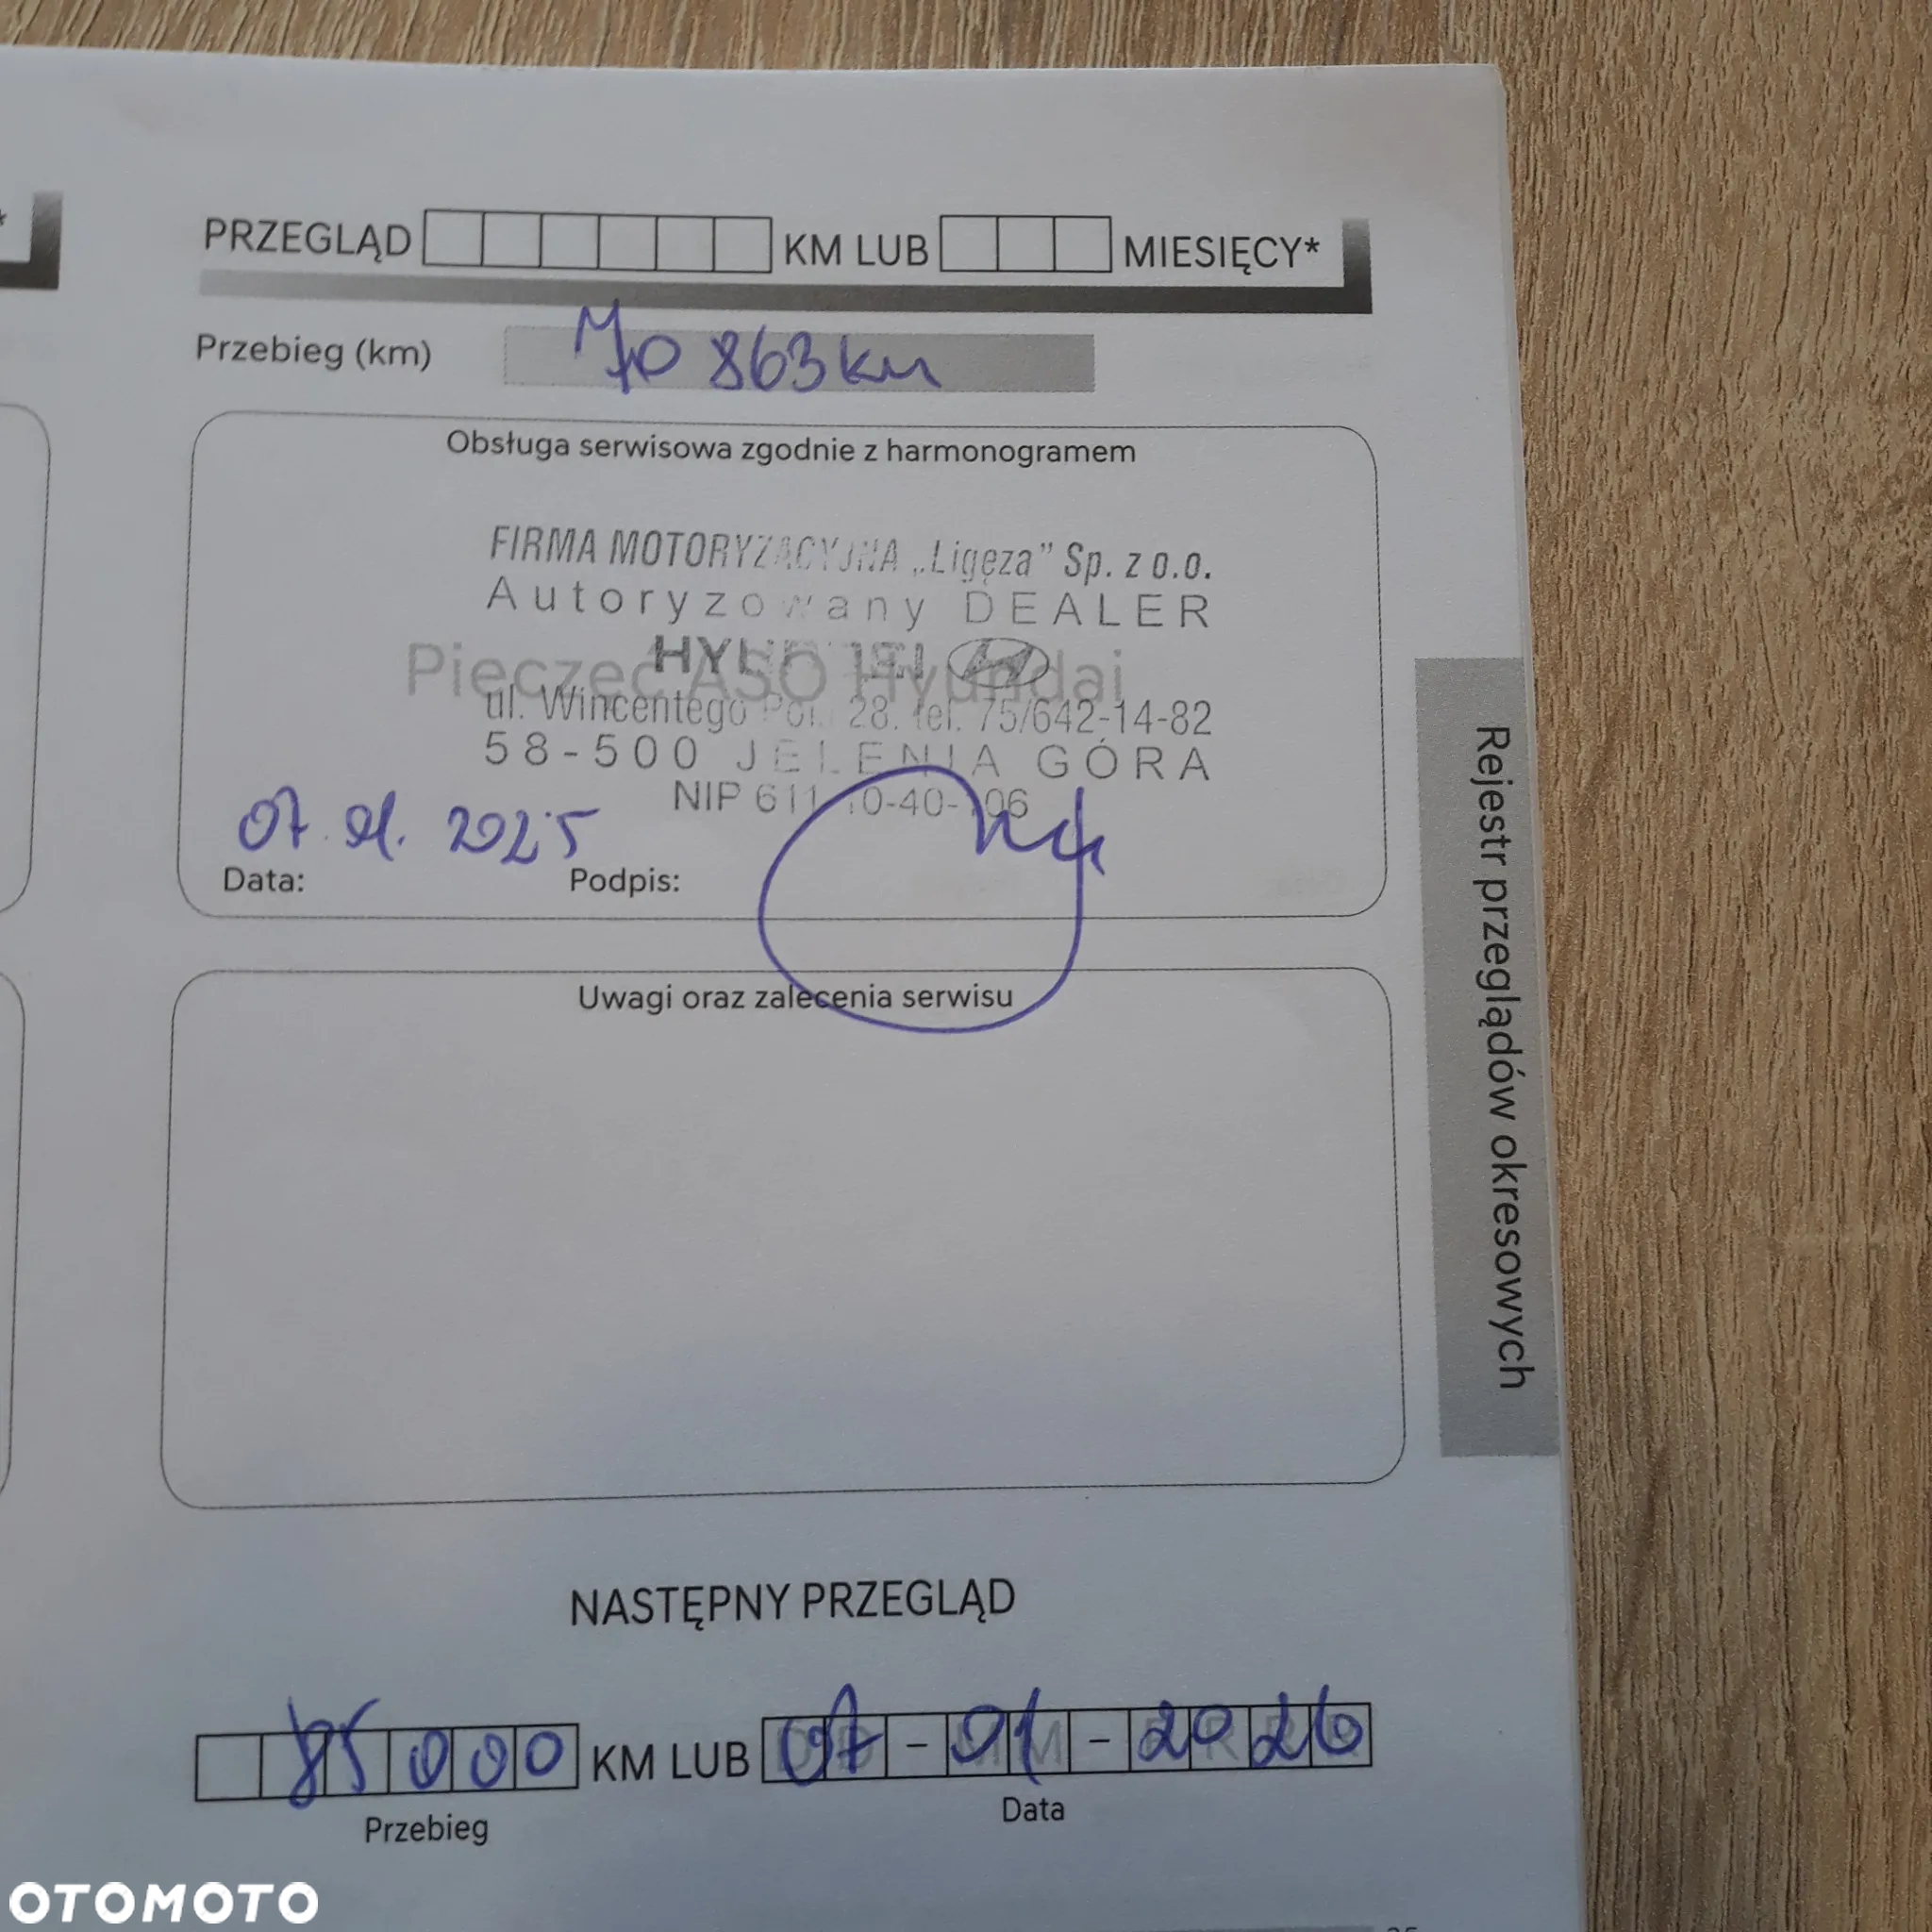 PRZEGLĄD KM LUB MIESIĘCY*
Przebieg (km) 70 863 km
Obsługa serwisowa zgodnie z harmonogramem
FIRMA MOTORYZACYJNA „Ligęza” Sp. z o.o.
Autoryzowany DEALER
HYUNDAI
Pieczęć ASO Hyundai
ul. Wincentego 28. tel. 75/642-14-82
58-500 JELENIA GÓRA
NIP
07.01.2025
Data: Podpis:
Uwagi oraz zalecenia serwisu
NASTĘPNY PRZEGLĄD
85000 KM LUB 07-01-2026
Przebieg Data
Rejestr przeglądów okresowych
OTOMOTO